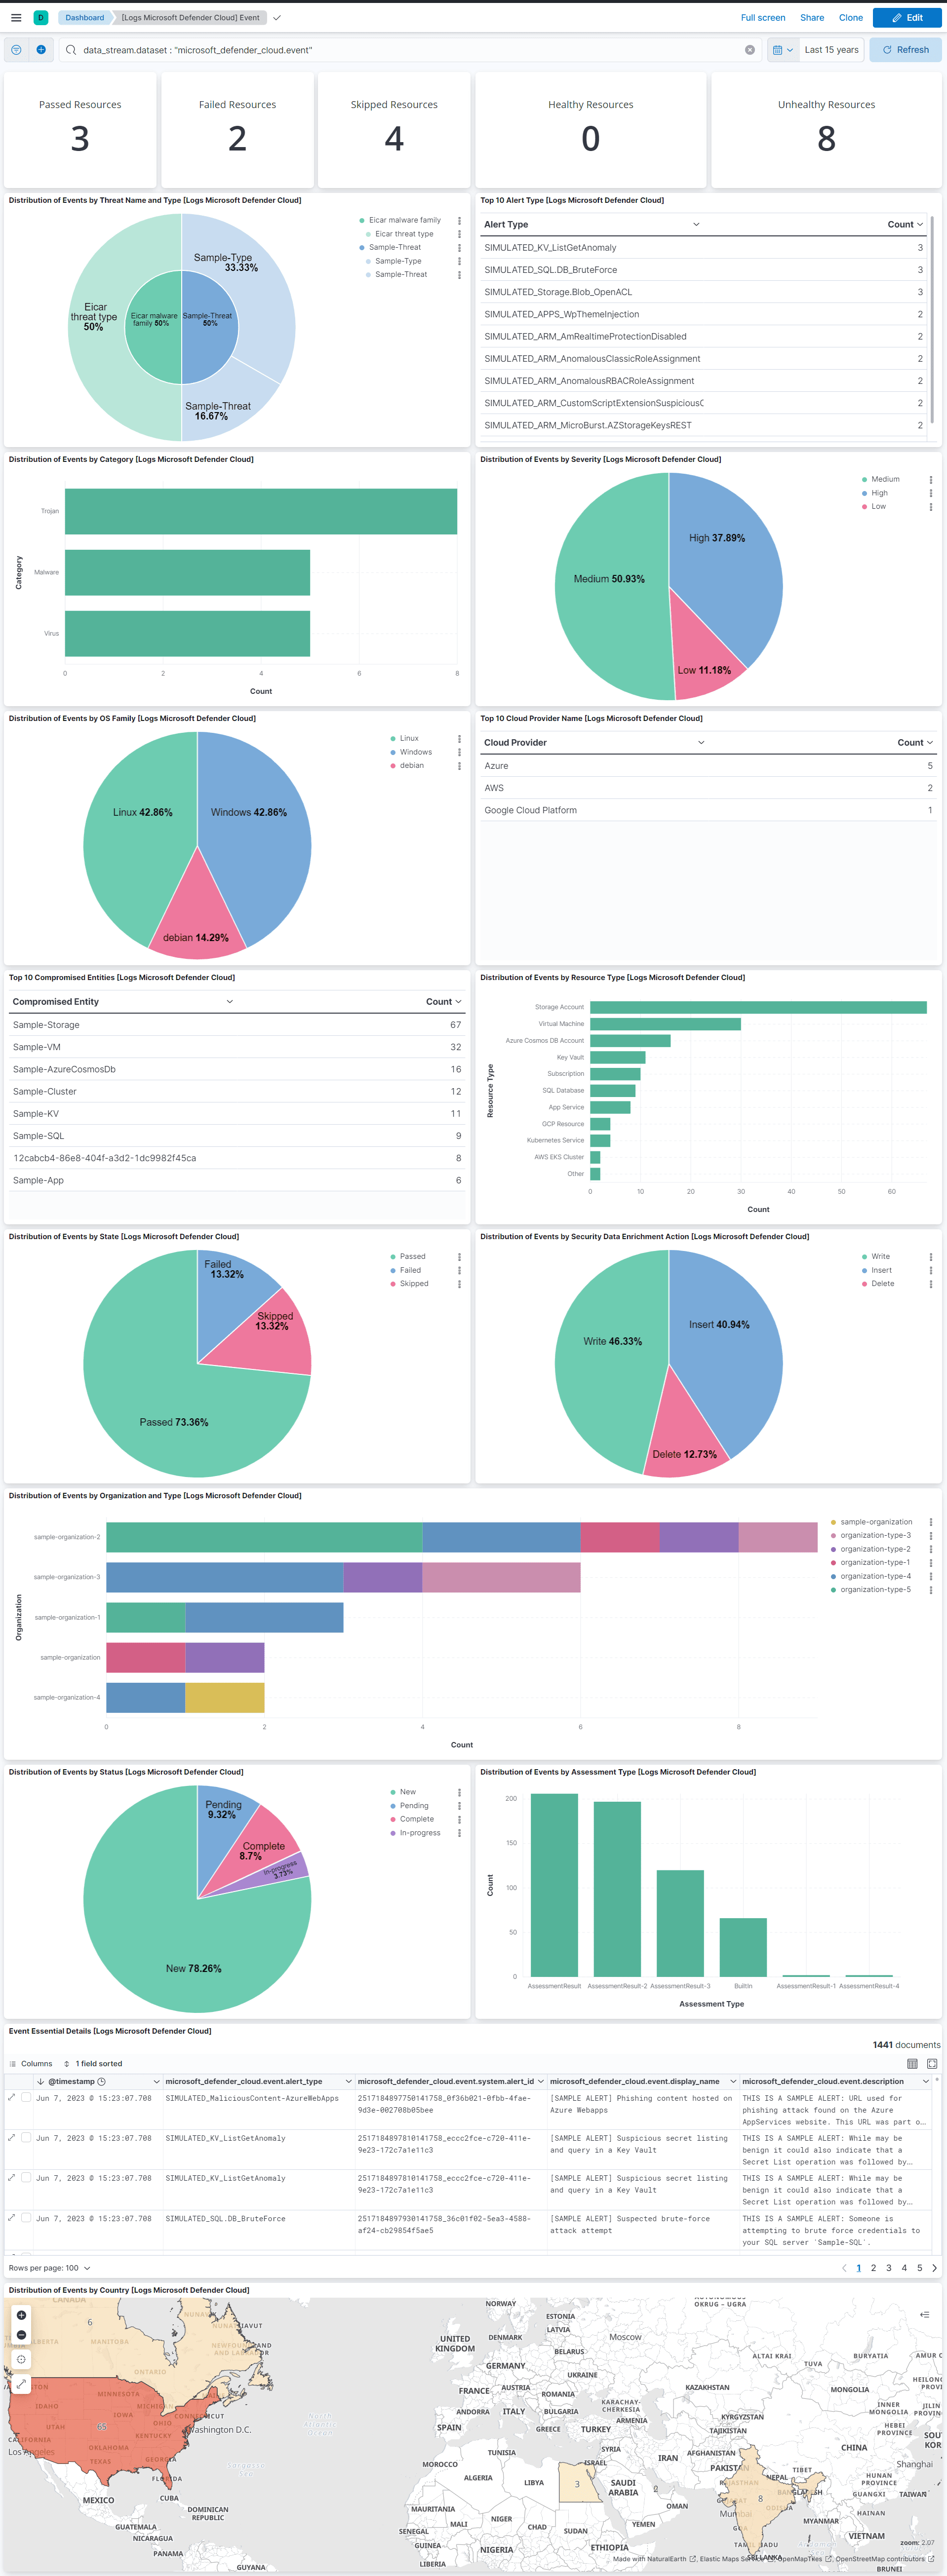 D Dashboard [Logs Microsoft Defender Cloud] Event Full screen Share Clone Edit
data_stream.dataset : "microsoft_defender_cloud.event" Last 15 years Refresh
Passed Resources
3
Failed Resources
2
Skipped Resources
4
Healthy Resources
0
Unhealthy Resources
8
Distribution of Events by Threat Name and Type [Logs Microsoft Defender Cloud]
Sample-Type
33.33%
Eicar
threat type
50%
Eicar malware
family 50%
Sample-Threat
50%
Sample-Threat
16.67%
Eicar malware family
Eicar threat type
Sample-Threat
Sample-Type
Sample-Threat
Top 10 Alert Type [Logs Microsoft Defender Cloud]
Alert Type Count
SIMULATED_KV_ListGetAnomaly 3
SIMULATED_SQL.DB_BruteForce 3
SIMULATED_Storage.Blob_OpenACL 3
SIMULATED_APPS_WpThemeInjection 2
SIMULATED_ARM_AmRealtimeProtectionDisabled 2
SIMULATED_ARM_AnomalousClassicRoleAssignment 2
SIMULATED_ARM_AnomalousRBACRoleAssignment 2
SIMULATED_ARM_CustomScriptExtensionSuspicious 2
SIMULATED_ARM_MicroBurst.AZStorageKeysREST 2
Distribution of Events by Category [Logs Microsoft Defender Cloud]
Category
Trojan
Malware
Virus
0 2 4 6 8
Count
Distribution of Events by Severity [Logs Microsoft Defender Cloud]
High 37.89%
Medium 50.93%
Low 11.18%
Medium
High
Low
Distribution of Events by OS Family [Logs Microsoft Defender Cloud]
Linux 42.86%
Windows 42.86%
debian 14.29%
Linux
Windows
debian
Top 10 Cloud Provider Name [Logs Microsoft Defender Cloud]
Cloud Provider Count
Azure 5
AWS 2
Google Cloud Platform 1
Top 10 Compromised Entities [Logs Microsoft Defender Cloud]
Compromised Entity Count
Sample-Storage 67
Sample-VM 32
Sample-AzureCosmosDb 16
Sample-Cluster 12
Sample-KV 11
Sample-SQL 9
12cabcb4-86e8-404f-a3d2-1dc9982f45ca 8
Sample-App 6
Distribution of Events by Resource Type [Logs Microsoft Defender Cloud]
Resource Type
Storage Account
Virtual Machine
Azure Cosmos DB Account
Key Vault
Subscription
SQL Database
App Service
GCP Resource
Kubernetes Service
AWS EKS Cluster
Other
0 10 20 30 40 50 60
Count
Distribution of Events by State [Logs Microsoft Defender Cloud]
Failed
13.32%
Skipped
13.32%
Passed 73.36%
Passed
Failed
Skipped
Distribution of Events by Security Data Enrichment Action [Logs Microsoft Defender Cloud]
Insert 40.94%
Write 46.33%
Delete 12.73%
Write
Insert
Delete
Distribution of Events by Organization and Type [Logs Microsoft Defender Cloud]
Organization
sample-organization-2
sample-organization-3
sample-organization-1
sample-organization
sample-organization-4
0 2 4 6 8
Count
sample-organization
organization-type-3
organization-type-2
organization-type-1
organization-type-4
organization-type-5
Distribution of Events by Status [Logs Microsoft Defender Cloud]
Pending
9.32%
Complete
8.7%
In-progress
3.73%
New 78.26%
New
Pending
Complete
In-progress
Distribution of Events by Assessment Type [Logs Microsoft Defender Cloud]
Count
200
150
100
50
0
AssessmentResult AssessmentResult-2 AssessmentResult-3 BuiltIn AssessmentResult-1 AssessmentResult-4
Assessment Type
Event Essential Details [Logs Microsoft Defender Cloud]
1441 documents
Columns 1 field sorted
@timestamp microsoft_defender_cloud.event.alert_type microsoft_defender_cloud.event.system.alert_id microsoft_defender_cloud.event.display_name microsoft_defender_cloud.event.description
Jun 7, 2023 @ 15:23:07.708 SIMULATED_MaliciousContent-AzureWebApps 2517184897750141758_0f36b021-0fbb-4fae- [SAMPLE ALERT] Phishing content hosted on THIS IS A SAMPLE ALERT: URL used for
9d3e-002708b05bee Azure Webapps phishing attack found on the Azure
AppServices website. This URL was part o...
Jun 7, 2023 @ 15:23:07.708 SIMULATED_KV_ListGetAnomaly 2517184897810141758_eccc2fce-c720-411e- [SAMPLE ALERT] Suspicious secret listing THIS IS A SAMPLE ALERT: While may be
9e23-172c7a1e11c3 and query in a Key Vault benign it could also indicate that a
Secret List operation was followed by...
Jun 7, 2023 @ 15:23:07.708 SIMULATED_KV_ListGetAnomaly 2517184897810141758_eccc2fce-c720-411e- [SAMPLE ALERT] Suspicious secret listing THIS IS A SAMPLE ALERT: While may be
9e23-172c7a1e11c3 and query in a Key Vault benign it could also indicate that a
Secret List operation was followed by...
Jun 7, 2023 @ 15:23:07.708 SIMULATED_SQL.DB_BruteForce 2517184897930141758_36c01f02-5ea3-4588- [SAMPLE ALERT] Suspected brute-force THIS IS A SAMPLE ALERT: Someone is
af24-cb29854f5ae5 attack attempt attempting to brute force credentials to
your SQL server 'Sample-SQL'.
Rows per page: 100 1 2 3 4 5
Distribution of Events by Country [Logs Microsoft Defender Cloud]
CANADA
6
MANITOBA
ONTARIO
IDAHO
MINNESOTA
IOWA
UTAH
69
OHIO
KENTUCKY
Washington D.C.
CALIFORNIA
OKLAHOMA
Los Angeles
TEXAS
GEORGIA
FLORIDA
MEXICO
CUBA
DOMINICAN
REPUBLIC
GUATEMALA
NICARAGUA
PANAMA
GUYANA
NORWAY
ESTONIA
LATVIA
Moscow
UNITED
KINGDOM
DENMARK
BELARUS
GERMANY
UKRAINE
FRANCE
AUSTRIA
ROMANIA
KAZAKHSTAN
ALTAI KRAI
TUVA
BURYATIA
MONGOLIA
ANDORRA
ITALY
BULGARIA
KARACHAY-
CHERKESIA
ARMENIA
SPAIN
GREECE
TURKEY
KYRGYZSTAN
TAJIKISTAN
INNER
MONGOLIA
HEBEI
PROVINCE
TUNISIA
SYRIA
IRAN
AFGHANISTAN
CHINA
MOROCCO
ISRAEL
PAKISTAN
TIBET
Shanghai
ALGERIA
LIBYA
3
SAUDI
ARABIA
0
NEPAL
HUNAN
PROVINCE
8
OMAN
Mumbai
GUANGXI
TAIWAN
MAURITANIA
MALI
NIGER
CHAD
SUDAN
YEMEN
MYANMAR
HAINAN
SENEGAL
GUINEA
NIGERIA
ETHIOPIA
TAMIL NADU
VIETNAM
LIBERIA
SRI LANKA
BRUNEI
zoom: 2.07
Made with NaturalEarth, Elastic Maps Service, OpenMapTiles, OpenStreetMap contributors